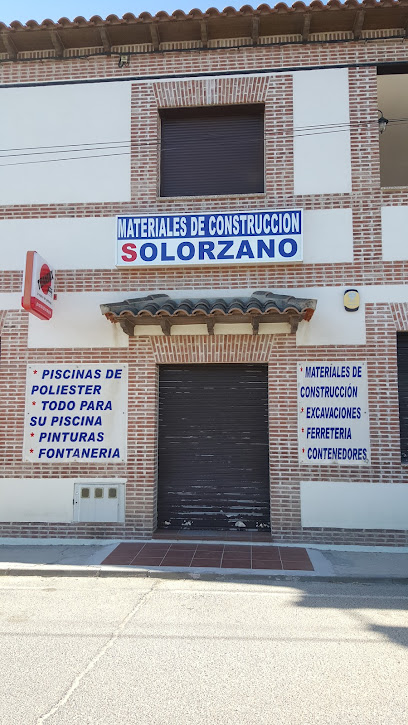 MATERIALES DE CONSTRUCCION
SOLORZANO
* PISCINAS DE
POLIESTER
* TODO PARA
SU PISCINA
* PINTURAS
* FONTANERIA
* MATERIALES DE
CONSTRUCCIÓN
* EXCAVACIONES
* FERRETERIA
* CONTENEDORES